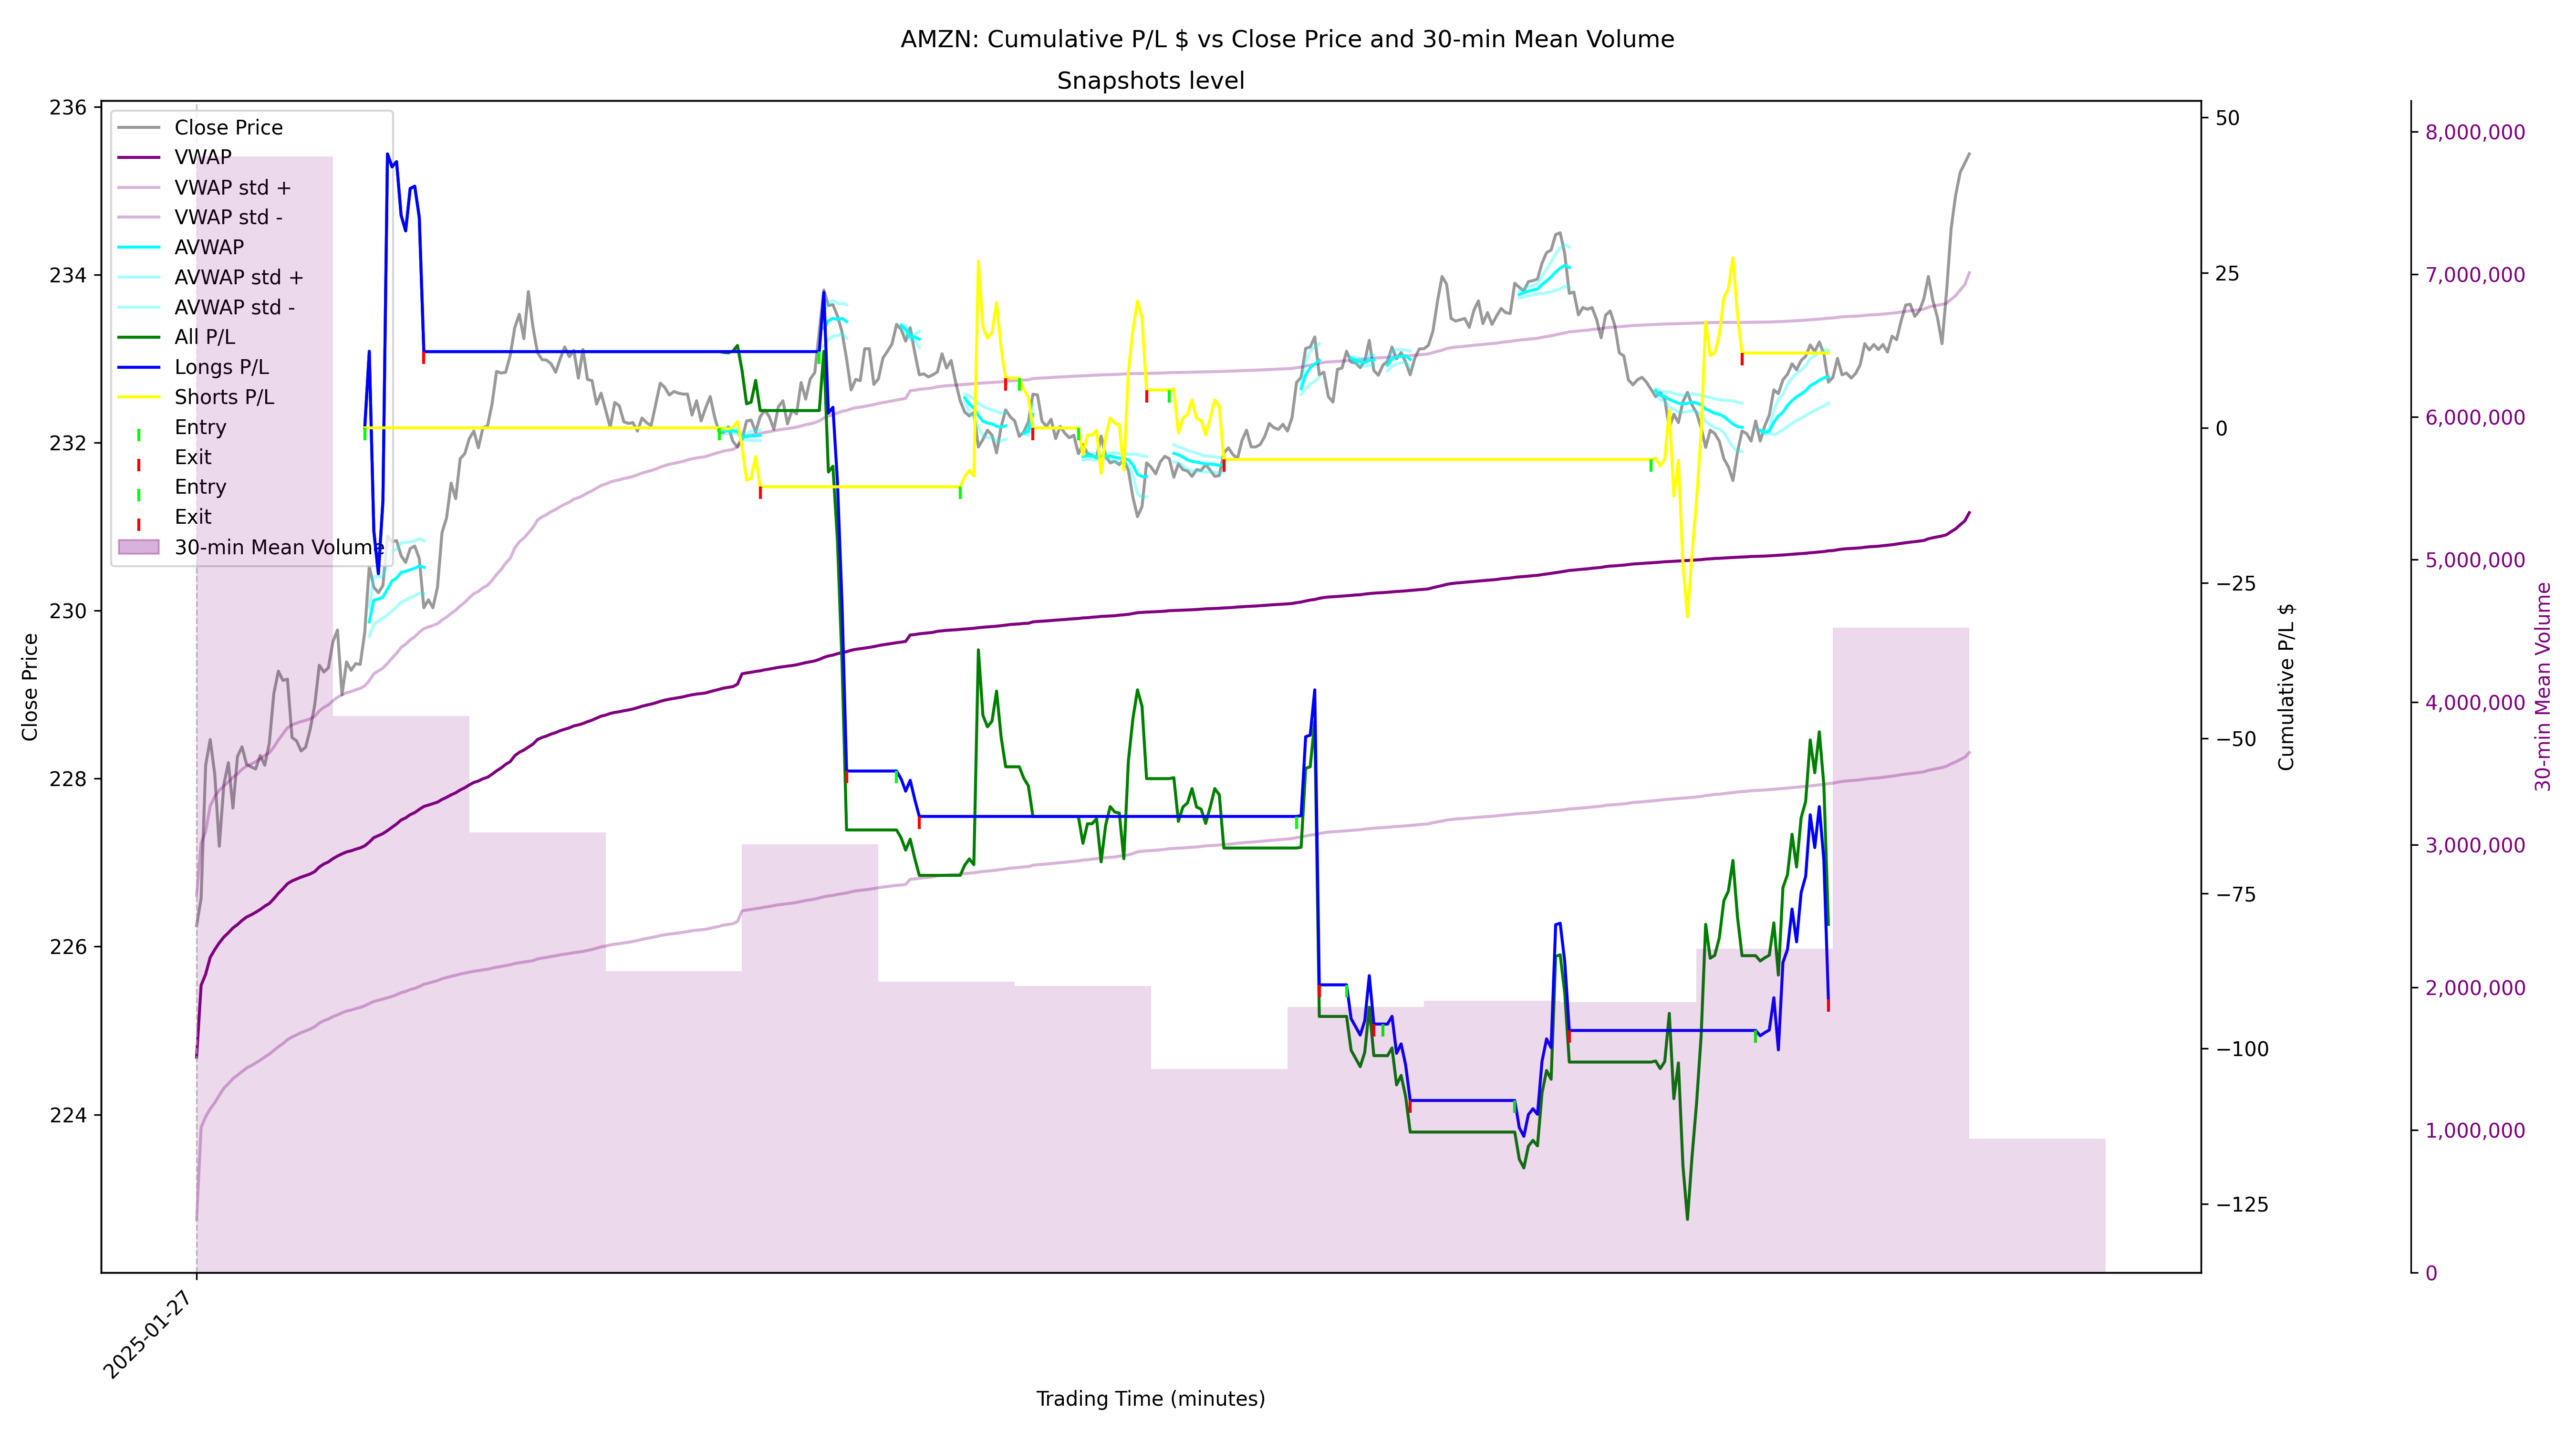 AMZN: Cumulative P/L $ vs Close Price and 30-min Mean Volume
Snapshots level
Close Price
VWAP
VWAP std +
VWAP std -
AVWAP
AVWAP std +
AVWAP std -
All P/L
Longs P/L
Shorts P/L
Entry
Exit
Entry
Exit
30-min Mean Volume
236
234
232
230
228
226
224
Close Price
50
25
0
−25
−50
−75
−100
−125
Cumulative P/L $
8,000,000
7,000,000
6,000,000
5,000,000
4,000,000
3,000,000
2,000,000
1,000,000
0
30-min Mean Volume
2025-01-27
Trading Time (minutes)